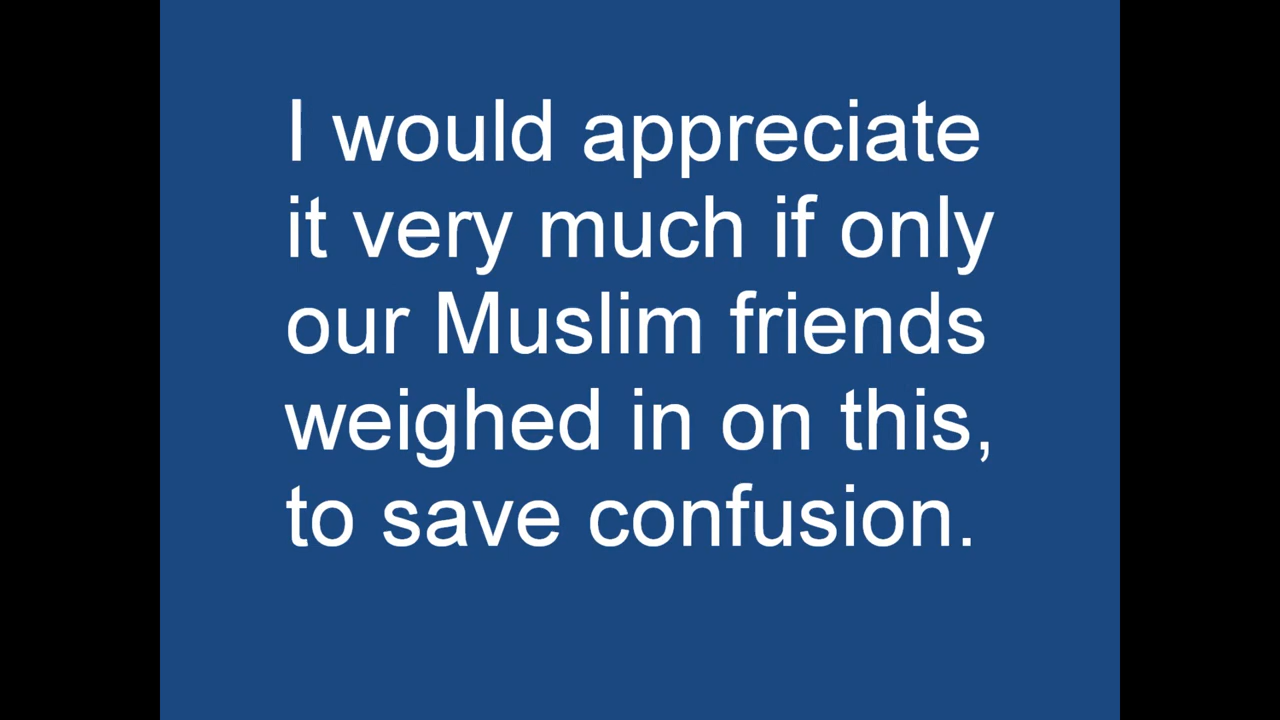 I would appreciate
it very much if only
our Muslim friends
weighed in on this,
to save confusion.